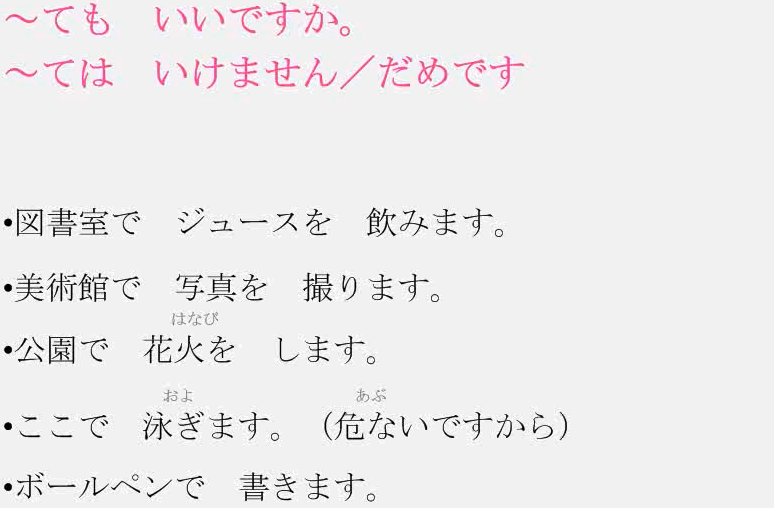 ～ても　いいですか。
～ては　いけません／だめです
•図書室で　ジュースを　飲みます。
•美術館で　写真を　撮ります。
はなび
•公園で　花火を　します。
およ　あぶ
•ここで　泳ぎます。（危ないですから）
•ボールペンで　書きます。